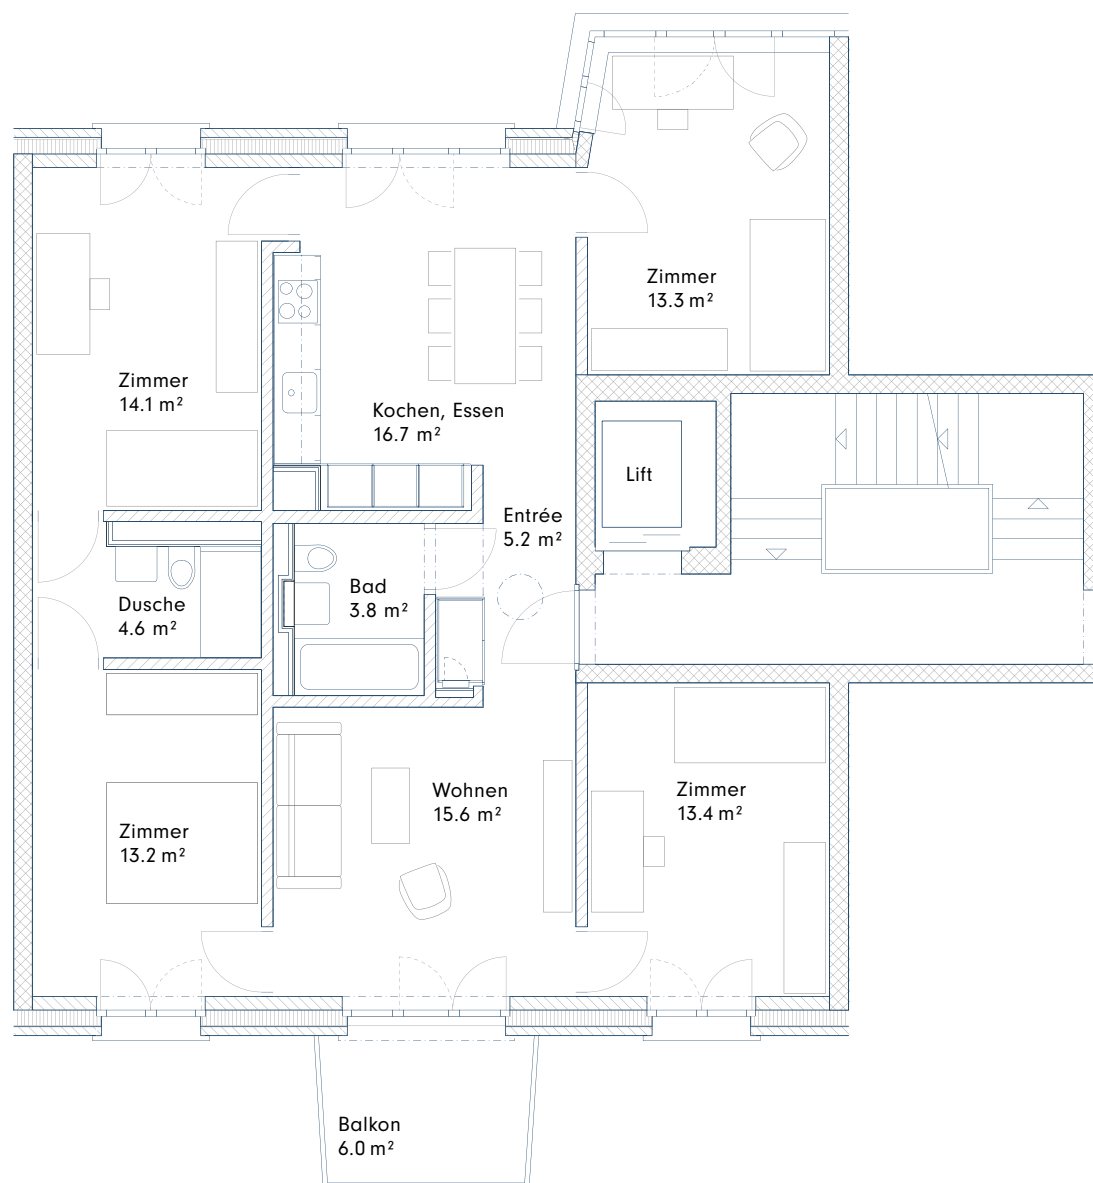 Zimmer
13.3 m²
Zimmer
14.1 m²
Kochen, Essen
16.7 m²
Lift
Entrée
5.2 m²
Bad
3.8 m²
Dusche
4.6 m²
Wohnen
15.6 m²
Zimmer
13.4 m²
Zimmer
13.2 m²
Balkon
6.0 m²